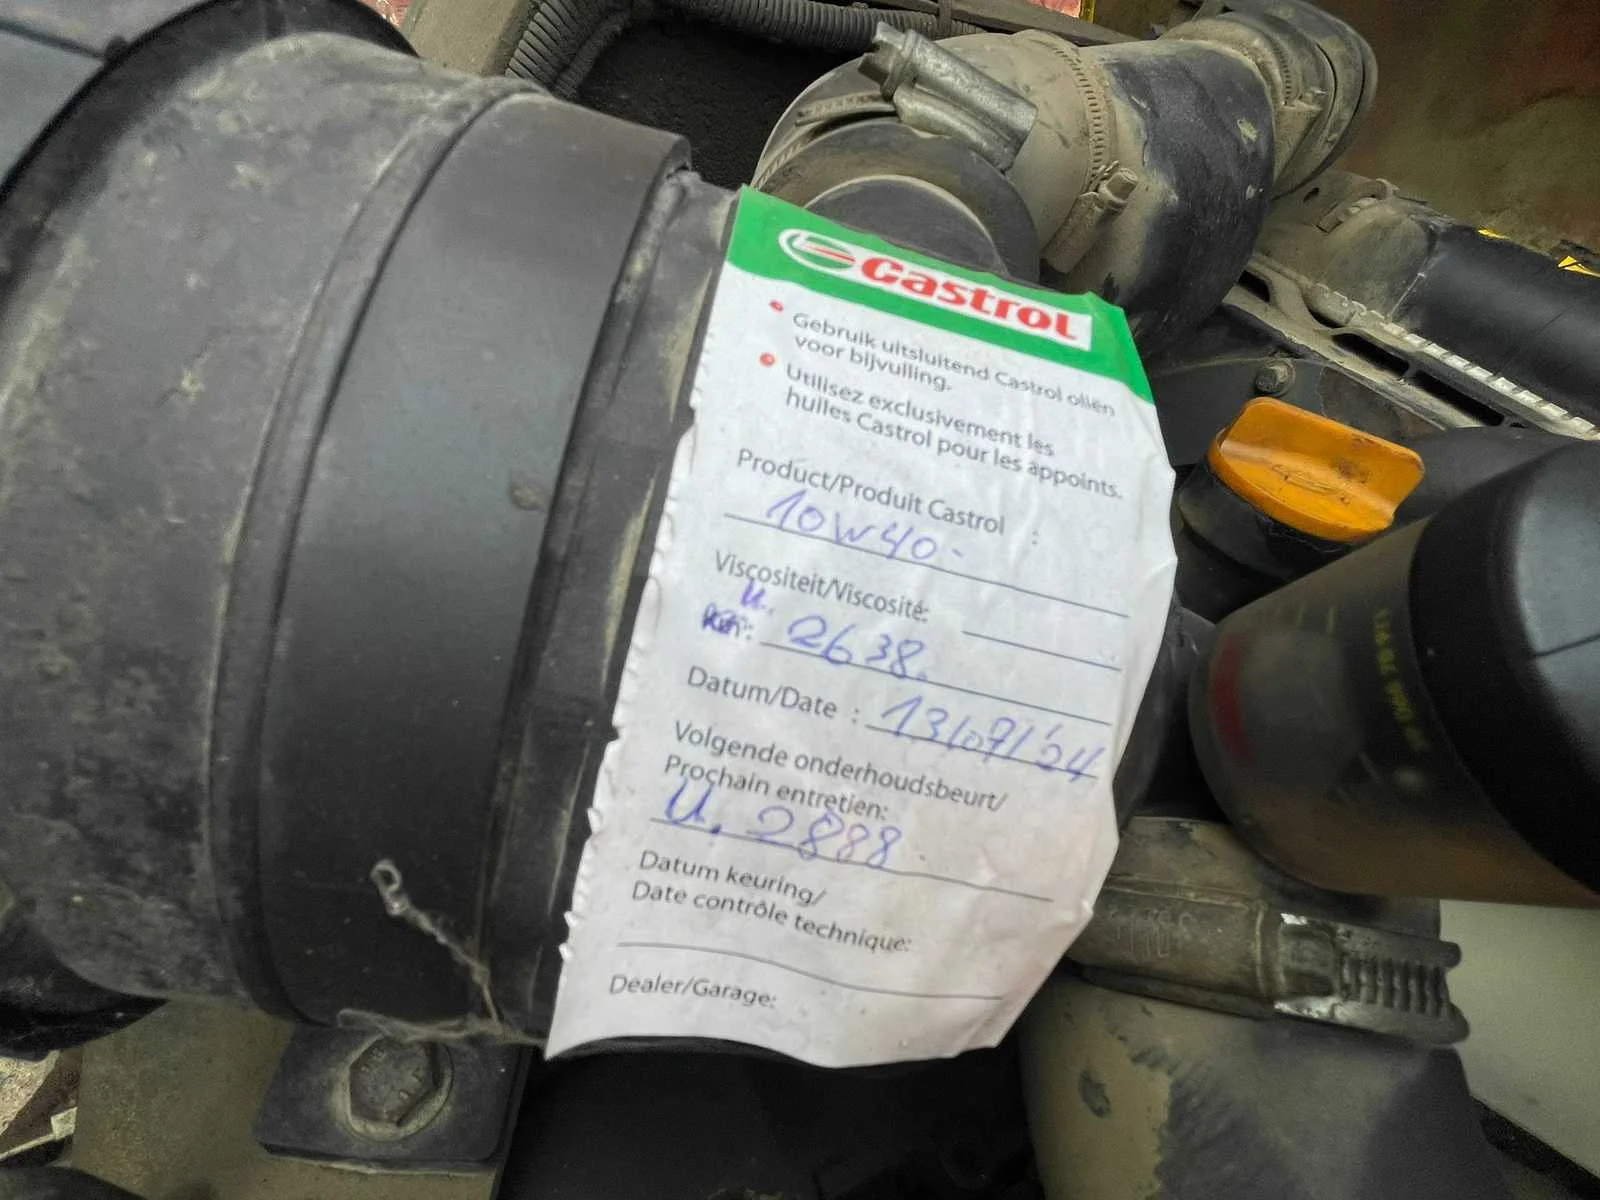 Castrol
Gebruik uitsluitend Castrol oliën
voor bijvulling.
Utilisez exclusivement les
huiles Castrol pour les appoints.
Product/Produit Castrol :
10W40-
Viscositeit/Viscosité:
u.
: 2638.
Datum/Date : 13/07/'24
Volgende onderhoudsbeurt/
Prochain entretien:
u. 2888
Datum keuring/
Date contrôle technique:
Dealer/Garage: